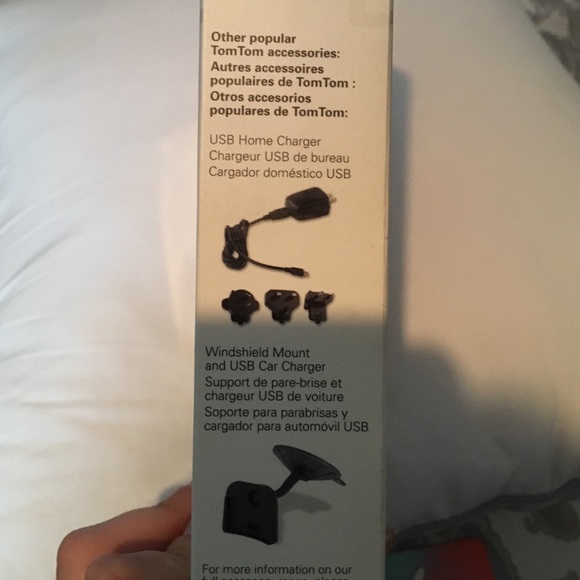 Other popular
TomTom accessories:
Autres accessoires
populaires de TomTom :
Otros accesorios
populares de TomTom:
USB Home Charger
Chargeur USB de bureau
Cargador doméstico USB
Windshield Mount
and USB Car Charger
Support de pare-brise et
chargeur USB de voiture
Soporte para parabrisas y
cargador para automóvil USB
For more information on our